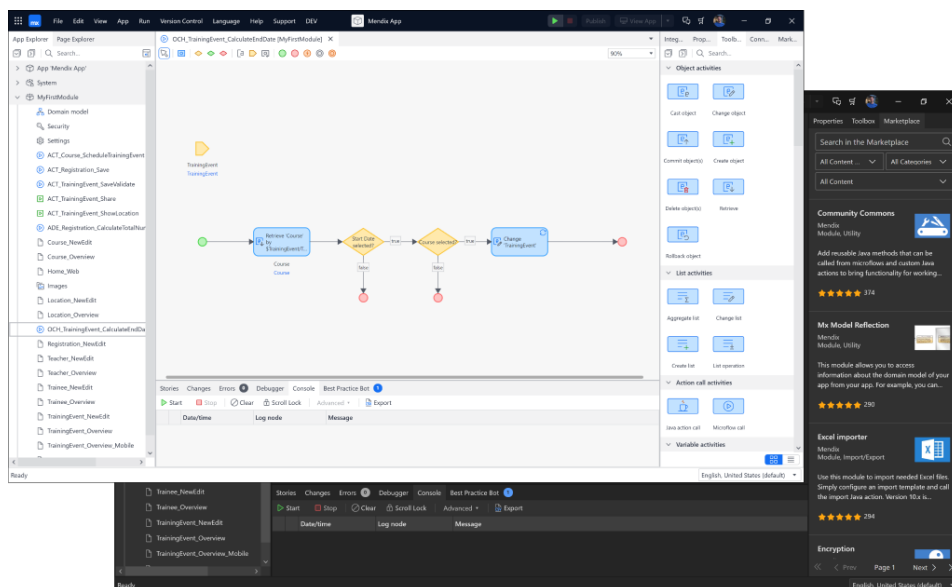 mx File Edit View App Run Version Control Language Help Support DEV Mendix App Publish View App
App Explorer Page Explorer
OCH_TrainingEvent_CalculateEndDate [MyFirstModule]
Integ... Prop... Toolb... Conn... Mark...
Search...
90%
Search...
App 'Mendix App'
System
MyFirstModule
Domain model
Security
Settings
ACT_Course_ScheduleTrainingEvent
ACT_Registration_Save
ACT_TrainingEvent_SaveValidate
ACT_TrainingEvent_Share
ACT_TrainingEvent_ShowLocation
ADE_Registration_CalculateTotalNum
Course_NewEdit
Course_Overview
Home_Web
Images
Location_NewEdit
Location_Overview
OCH_TrainingEvent_CalculateEndDa
Registration_NewEdit
Teacher_NewEdit
Teacher_Overview
Trainee_NewEdit
Trainee_Overview
TrainingEvent_NewEdit
TrainingEvent_Overview
TrainingEvent_Overview_Mobile
Ready
TrainingEvent
TrainingEvent
Retrieve 'Course'
by
Course
Course
Start Date
selected?
true
false
Course selected?
true
false
Change
'TrainingEvent'
Stories Changes Errors 0 Debugger Console Best Practice Bot 1
Start Stop Clear Scroll Lock Advanced Export
Date/time Log node Message
Object activities
Cast object Change object
Commit object(s) Create object
Delete object(s) Retrieve
Rollback object
List activities
Aggregate list Change list
Create list List operation
Action call activities
Java action call Microflow call
Variable activities
English, United States (default)
Properties Toolbox Marketplace
Search in the Marketplace
All Content ... All Categories
All Content
Community Commons
Mendix
Module, Utility
Add reusable Java methods that can be
called from microflows and custom Java
actions to bring functionality for working...
374
Mx Model Reflection
Mendix
Module, Utility
This module allows you to access
information about the domain model of your
app from your app. For example, you can...
290
Excel importer
Mendix
Module, Import/Export
Use this module to import needed Excel files.
Simply configure an import template and call
the import Java action. Version 10.x is...
294
Encryption
Prev Page 1 Next
Trainee_NewEdit
Trainee_Overview
TrainingEvent_NewEdit
TrainingEvent_Overview
TrainingEvent_Overview_Mobile
Stories Changes Errors 0 Debugger Console Best Practice Bot 1
Start Stop Clear Scroll Lock Advanced Export
Date/time Log node Message
Ready
English, United States (default)